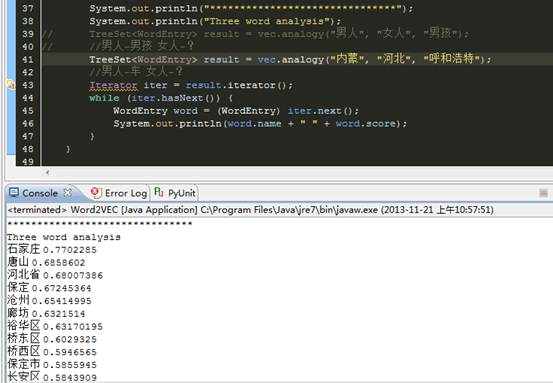 37 System.out.println("*******************************");
38 System.out.println("Three word analysis");
39 // TreeSet<WordEntry> result = vec.analogy("男人", "女人", "男孩");
40 // //男人-男孩 女人-?
41 TreeSet<WordEntry> result = vec.analogy("内蒙", "河北", "呼和浩特");
42 //男人-车 女人-?
43 Iterator iter = result.iterator();
44 while (iter.hasNext()) {
45 WordEntry word = (WordEntry) iter.next();
46 System.out.println(word.name + " " + word.score);
47 }
48 }
49
Console Error Log PyUnit
<terminated> Word2VEC [Java Application] C:\Program Files\Java\jre7\bin\javaw.exe (2013-11-21 上午10:57:51)
*******************************
Three word analysis
石家庄 0.7702285
唐山 0.6858602
河北省 0.68007386
保定 0.67245364
沧州 0.65414995
廊坊 0.6321514
裕华区 0.63170195
桥东区 0.6029325
桥西区 0.5946565
保定市 0.5855945
长安区 0.5843909